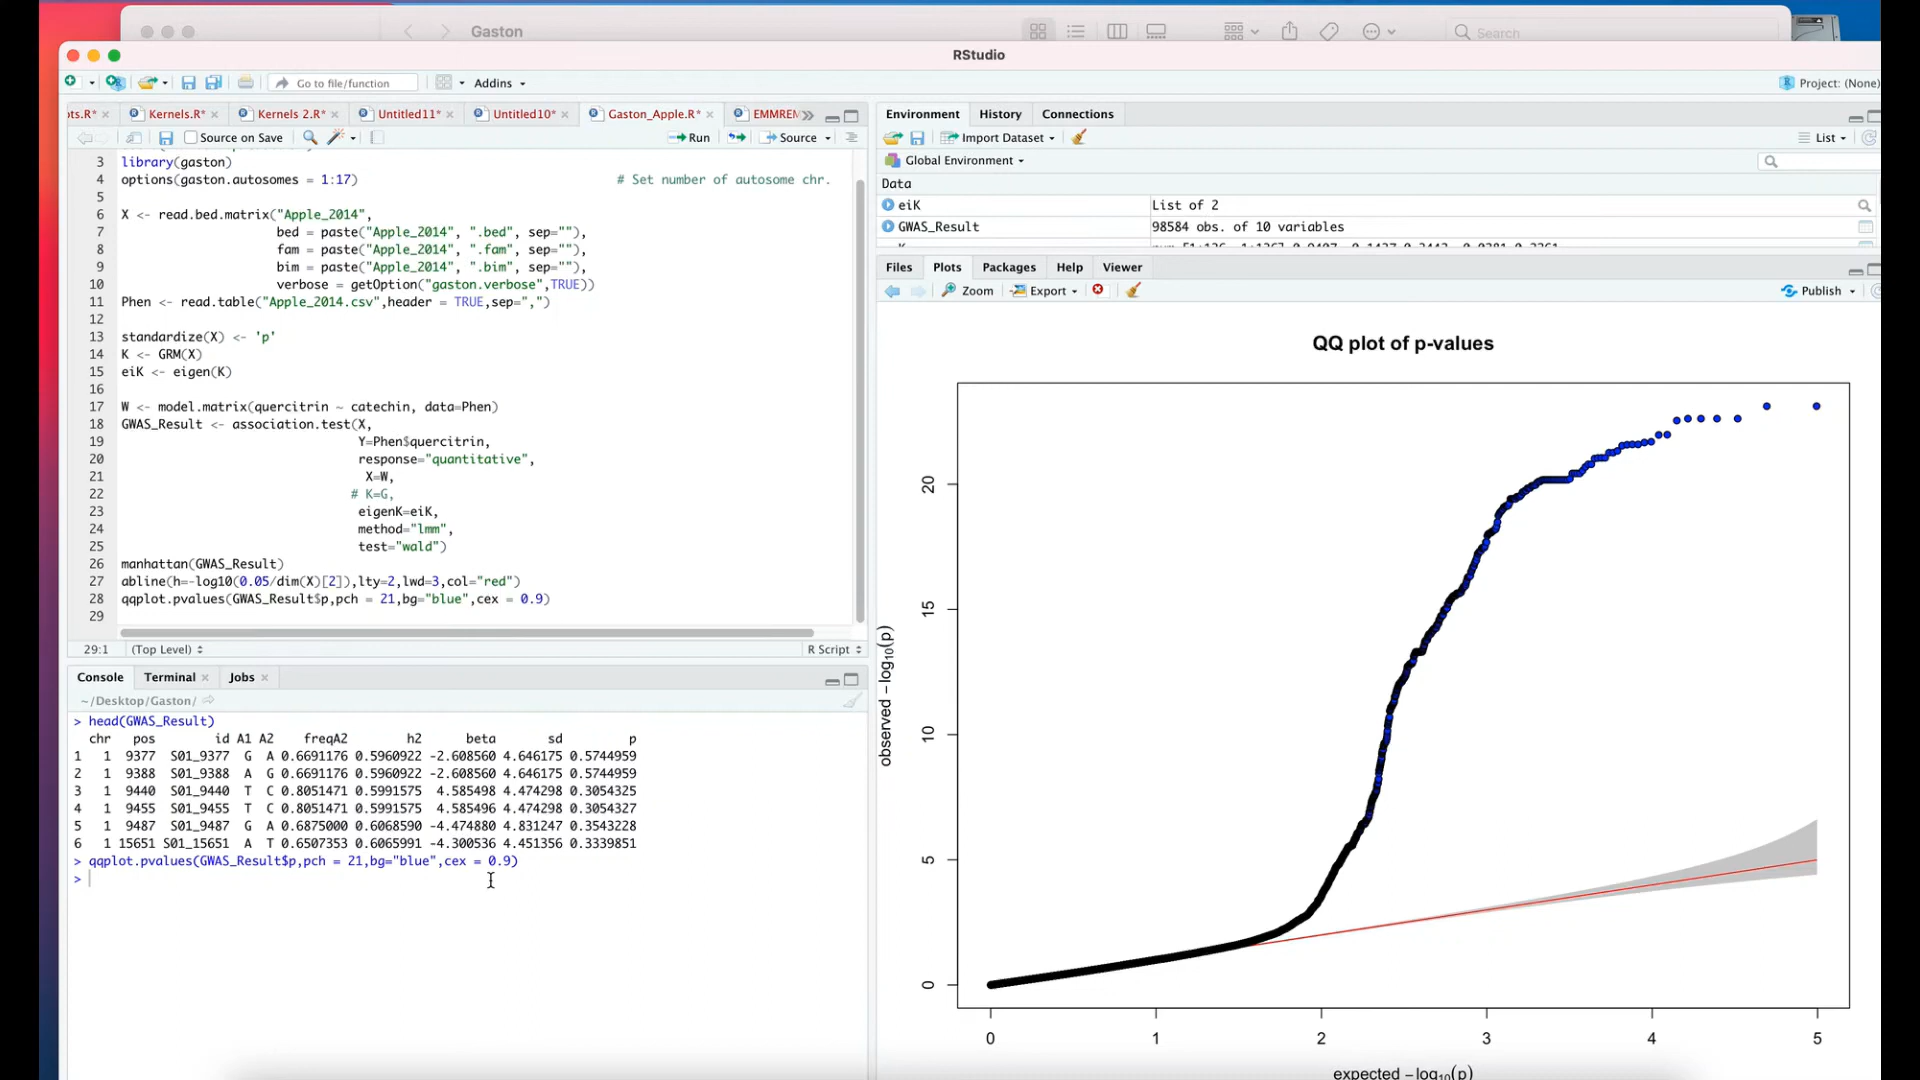 Gaston
Search
RStudio
Go to file/function
Addins
Project: (None)
ts.R*
Kernels.R*
Kernels 2.R*
Untitled11*
Untitled10*
Gaston_Apple.R*
EMMREM
Source on Save
Run
Source
3 library(gaston)
4 options(gaston.autosomes = 1:17) # Set number of autosome chr.
5
6 X <- read.bed.matrix("Apple_2014",
7 bed = paste("Apple_2014", ".bed", sep=""),
8 fam = paste("Apple_2014", ".fam", sep=""),
9 bim = paste("Apple_2014", ".bim", sep=""),
10 verbose = getOption("gaston.verbose",TRUE))
11 Phen <- read.table("Apple_2014.csv",header = TRUE,sep=",")
12
13 standardize(X) <- 'p'
14 K <- GRM(X)
15 eiK <- eigen(K)
16
17 W <- model.matrix(quercitrin ~ catechin, data=Phen)
18 GWAS_Result <- association.test(X,
19 Y=Phen$quercitrin,
20 response="quantitative",
21 X=W,
22 # K=G,
23 eigenK=eiK,
24 method="lmm",
25 test="wald")
26 manhattan(GWAS_Result)
27 abline(h=-log10(0.05/dim(X)[2]),lty=2,lwd=3,col="red")
28 qqplot.pvalues(GWAS_Result$p,pch = 21,bg="blue",cex = 0.9)
29
29:1 (Top Level) R Script
Console Terminal Jobs
~/Desktop/Gaston/
> head(GWAS_Result)
chr pos id A1 A2 freqA2 h2 beta sd p
1 1 9377 S01_9377 G A 0.6691176 0.5960922 -2.608560 4.646175 0.5744959
2 1 9388 S01_9388 A G 0.6691176 0.5960922 -2.608560 4.646175 0.5744959
3 1 9440 S01_9440 T C 0.8051471 0.5991575 4.585498 4.474298 0.3054325
4 1 9455 S01_9455 T C 0.8051471 0.5991575 4.585496 4.474298 0.3054327
5 1 9487 S01_9487 G A 0.6875000 0.6068590 -4.474880 4.831247 0.3543228
6 1 15651 S01_15651 A T 0.6507353 0.6065991 -4.300536 4.451356 0.3339851
> qqplot.pvalues(GWAS_Result$p,pch = 21,bg="blue",cex = 0.9)
>
Environment History Connections
Import Dataset
List
Global Environment
Data
eiK List of 2
GWAS_Result 98584 obs. of 10 variables
Files Plots Packages Help Viewer
Zoom Export Publish
QQ plot of p-values
observed −log10(p)
20
15
10
5
0
0 1 2 3 4 5
expected −log10(p)